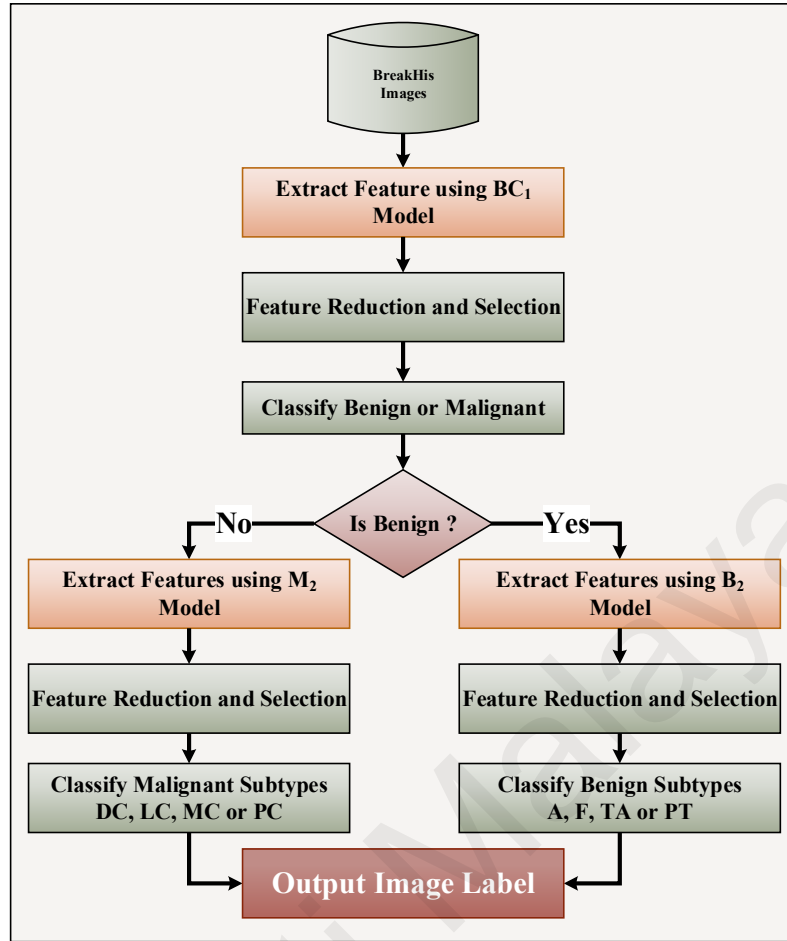 BreakHis
Images
Extract Feature using BC₁
Model
Feature Reduction and Selection
Classify Benign or Malignant
Is Benign ?
No
Yes
Extract Features using M₂
Model
Feature Reduction and Selection
Classify Malignant Subtypes
DC, LC, MC or PC
Extract Features using B₂
Model
Feature Reduction and Selection
Classify Benign Subtypes
A, F, TA or PT
Output Image Label
Malaya